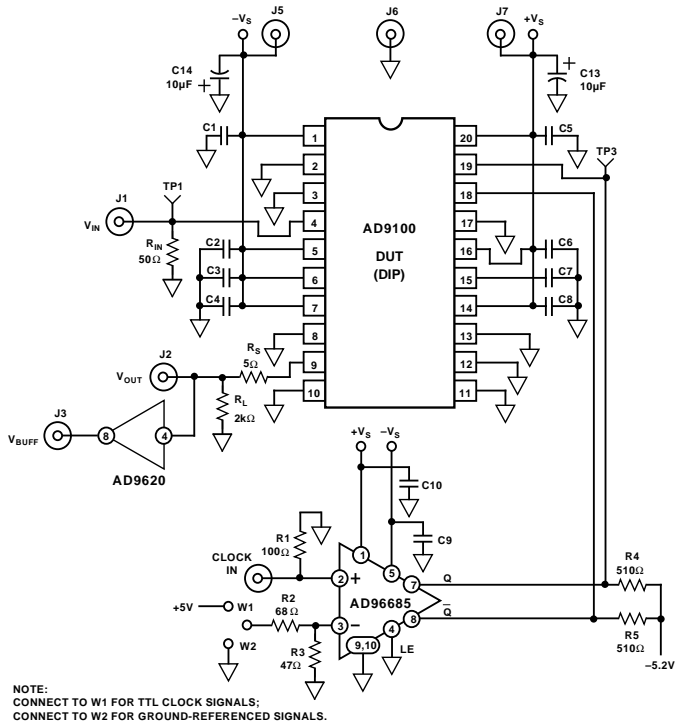 J5
J6
J7
–VS
+VS
C14
10µF
+
+
C13
10µF
C1
1
20
C5
TP3
2
19
TP1
3
18
J1
VIN
4
AD9100
17
DUT
(DIP)
RIN
50Ω
C2
5
16
C6
C3
6
15
C7
C4
7
14
C8
8
13
RS
5Ω
9
12
J2
VOUT
10
11
RL
2kΩ
J3
VBUFF
8
4
AD9620
+VS
–VS
C10
C9
R1
100Ω
1
5
CLOCK
IN
2
+
7
Q
R4
510Ω
AD96685
+5V
W1
R2
68 Ω
3
–
8
Q
R5
510Ω
9,10
4
LE
W2
R3
47Ω
–5.2V
NOTE:
CONNECT TO W1 FOR TTL CLOCK SIGNALS;
CONNECT TO W2 FOR GROUND-REFERENCED SIGNALS.